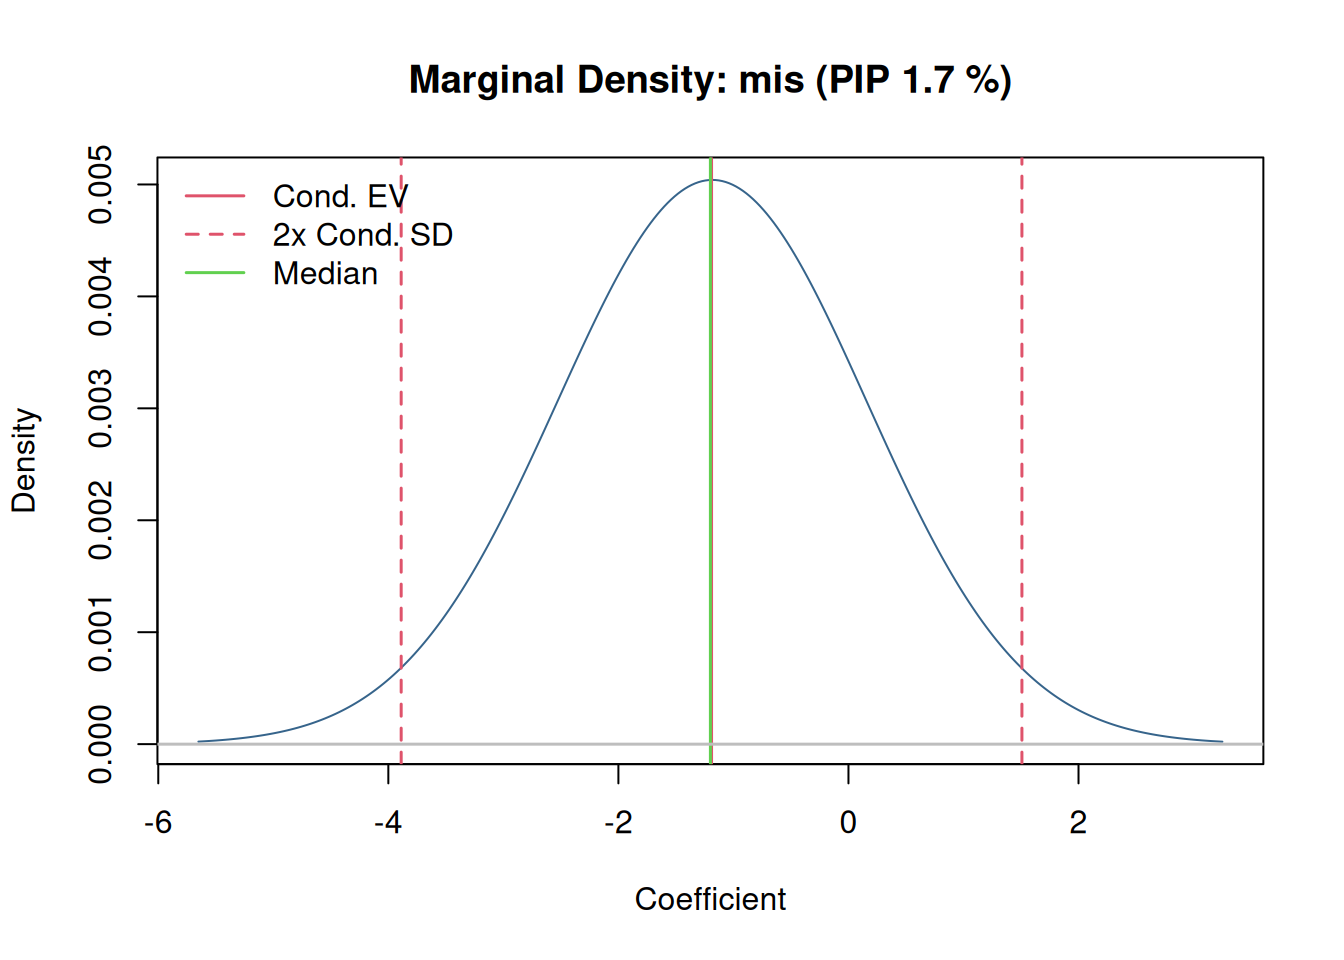 Marginal Density: mis (PIP 1.7 %)
Cond. EV
2x Cond. SD
Median
Density
0.005
0.004
0.003
0.002
0.001
0.000
-6 -4 -2 0 2
Coefficient